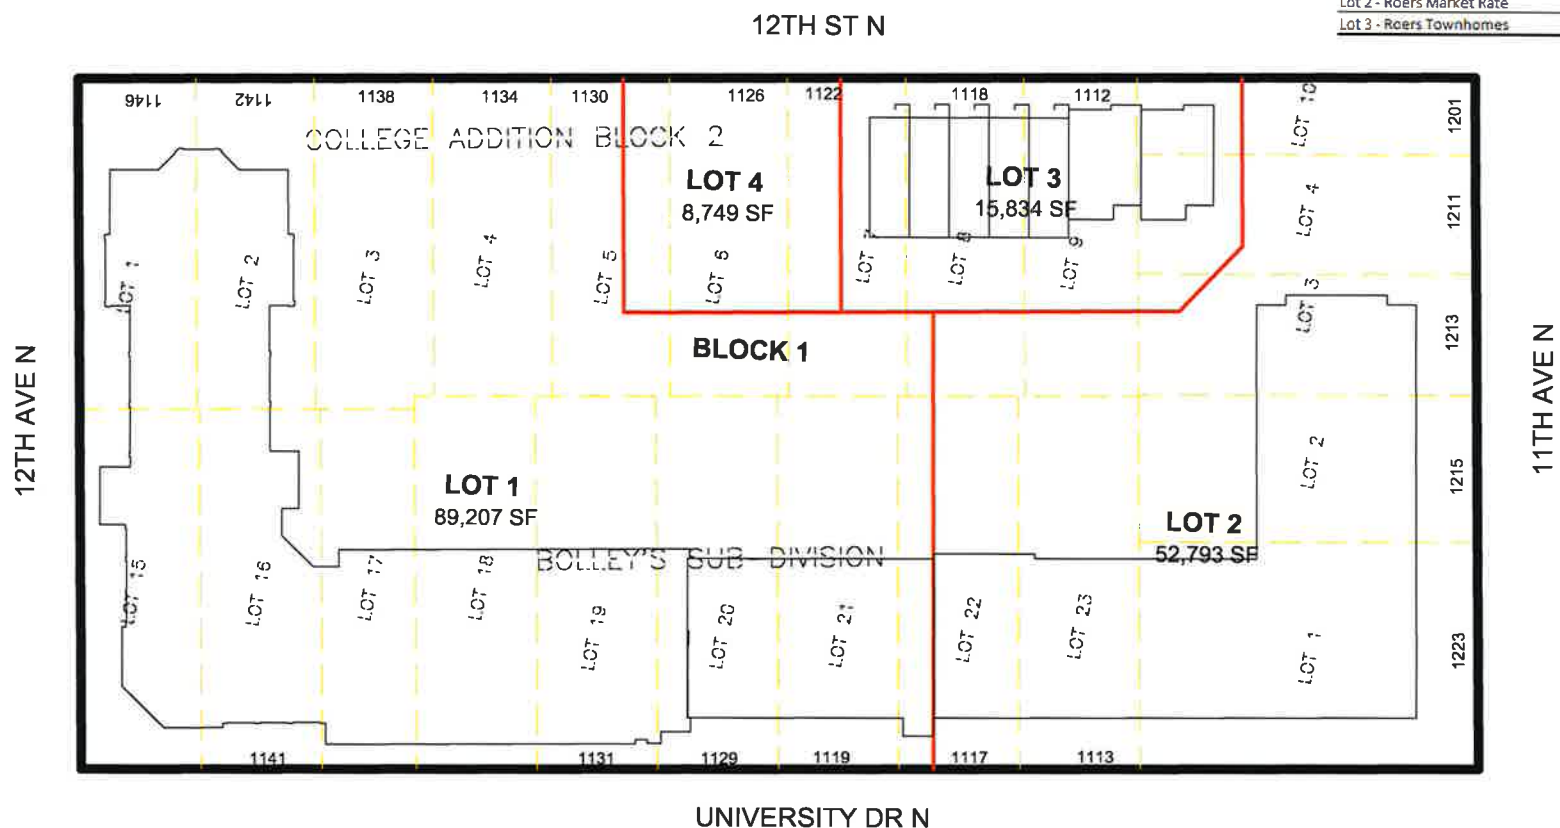 Lot 2 - Roers Market Rate
12TH ST N
Lot 3 - Roers Townhomes
1146
1142
1138
1134
1130
1126
1122
1118
1112
LOT 10
1201
COLLEGE ADDITION BLOCK 2
LOT 4
8,749 SF
LOT 3
15,834 SF
LOT 4
1211
LOT 1
LOT 2
LOT 3
LOT 4
LOT 5
LOT 6
LOT 7
LOT 8
LOT 9
LOT 3
1213
BLOCK 1
12TH AVE N
11TH AVE N
LOT 1
89,207 SF
LOT 2
1215
LOT 2
52,793 SF
BOLLEY'S SUB DIVISION
LOT 15
LOT 16
LOT 17
LOT 18
LOT 19
LOT 20
LOT 21
LOT 22
LOT 23
LOT 1
1223
1141
1131
1129
1119
1117
1113
UNIVERSITY DR N